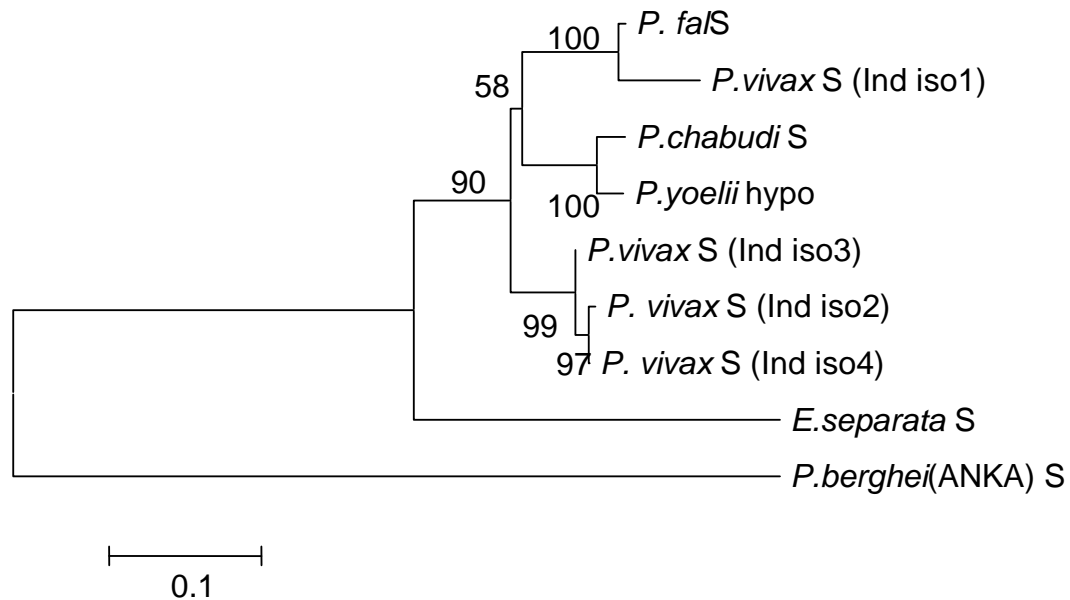 P. falS
100
P.vivax S (Ind iso1)
58
P.chabudi S
90
P.yoelii hypo
100
P.vivax S (Ind iso3)
P. vivax S (Ind iso2)
99
97
P. vivax S (Ind iso4)
E.separata S
P.berghei(ANKA) S
0.1